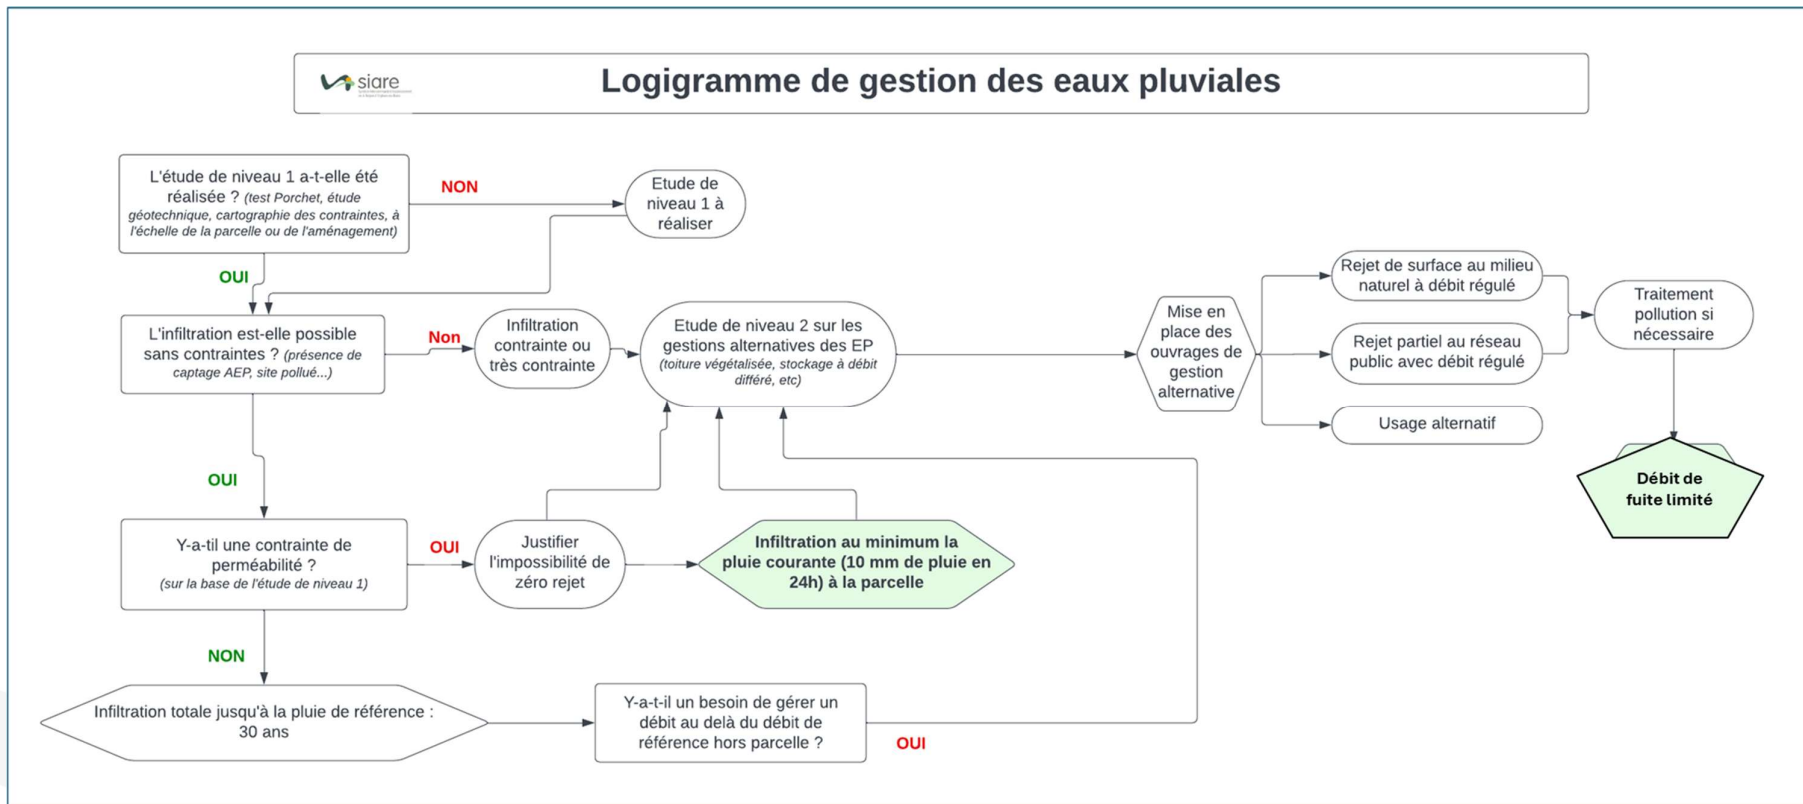 siare
Logigramme de gestion des eaux pluviales
L'étude de niveau 1 a-t-elle été
réalisée ? (test Porchet, étude
géotechnique, cartographie des contraintes, à
l'échelle de la parcelle ou de l'aménagement)
NON
Etude de
niveau 1 à
réaliser
OUI
L'infiltration est-elle possible
sans contraintes ? (présence de
captage AEP, site pollué...)
Non
Infiltration
contrainte ou
très contrainte
Etude de niveau 2 sur les
gestions alternatives des EP
(toiture végétalisée, stockage à débit
différé, etc)
Mise en
place des
ouvrages de
gestion
alternative
Rejet de surface au milieu
naturel à débit régulé
Rejet partiel au réseau
public avec débit régulé
Usage alternatif
Traitement
pollution si
nécessaire
Débit de
fuite limité
OUI
Y-a-til une contrainte de
perméabilité ?
(sur la base de l'étude de niveau 1)
OUI
Justifier
l'impossibilité de
zéro rejet
Infiltration au minimum la
pluie courante (10 mm de pluie en
24h) à la parcelle
NON
Infiltration totale jusqu'à la pluie de référence :
30 ans
Y-a-t-il un besoin de gérer un
débit au delà du débit de
référence hors parcelle ?
OUI